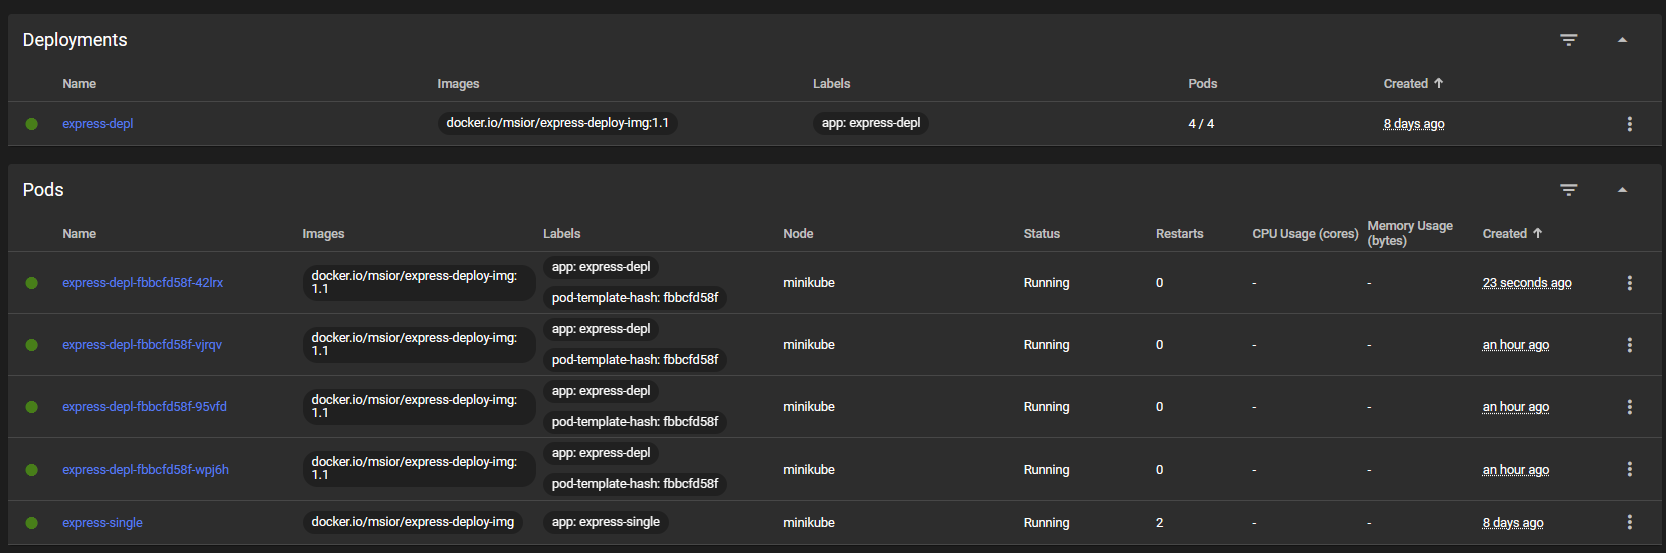 Deployments
Name Images Labels Pods Created
express-depl docker.io/msior/express-deploy-img:1.1 app: express-depl 4 / 4 8 days ago
Pods
Name Images Labels Node Status Restarts CPU Usage (cores) Memory Usage (bytes) Created
express-depl-fbbcfd58f-42lrx docker.io/msior/express-deploy-img:1.1 app: express-depl pod-template-hash: fbbcfd58f minikube Running 0 - - 23 seconds ago
express-depl-fbbcfd58f-vjrqv docker.io/msior/express-deploy-img:1.1 app: express-depl pod-template-hash: fbbcfd58f minikube Running 0 - - an hour ago
express-depl-fbbcfd58f-95vfd docker.io/msior/express-deploy-img:1.1 app: express-depl pod-template-hash: fbbcfd58f minikube Running 0 - - an hour ago
express-depl-fbbcfd58f-wpj6h docker.io/msior/express-deploy-img:1.1 app: express-depl pod-template-hash: fbbcfd58f minikube Running 0 - - an hour ago
express-single docker.io/msior/express-deploy-img app: express-single minikube Running 2 - - 8 days ago